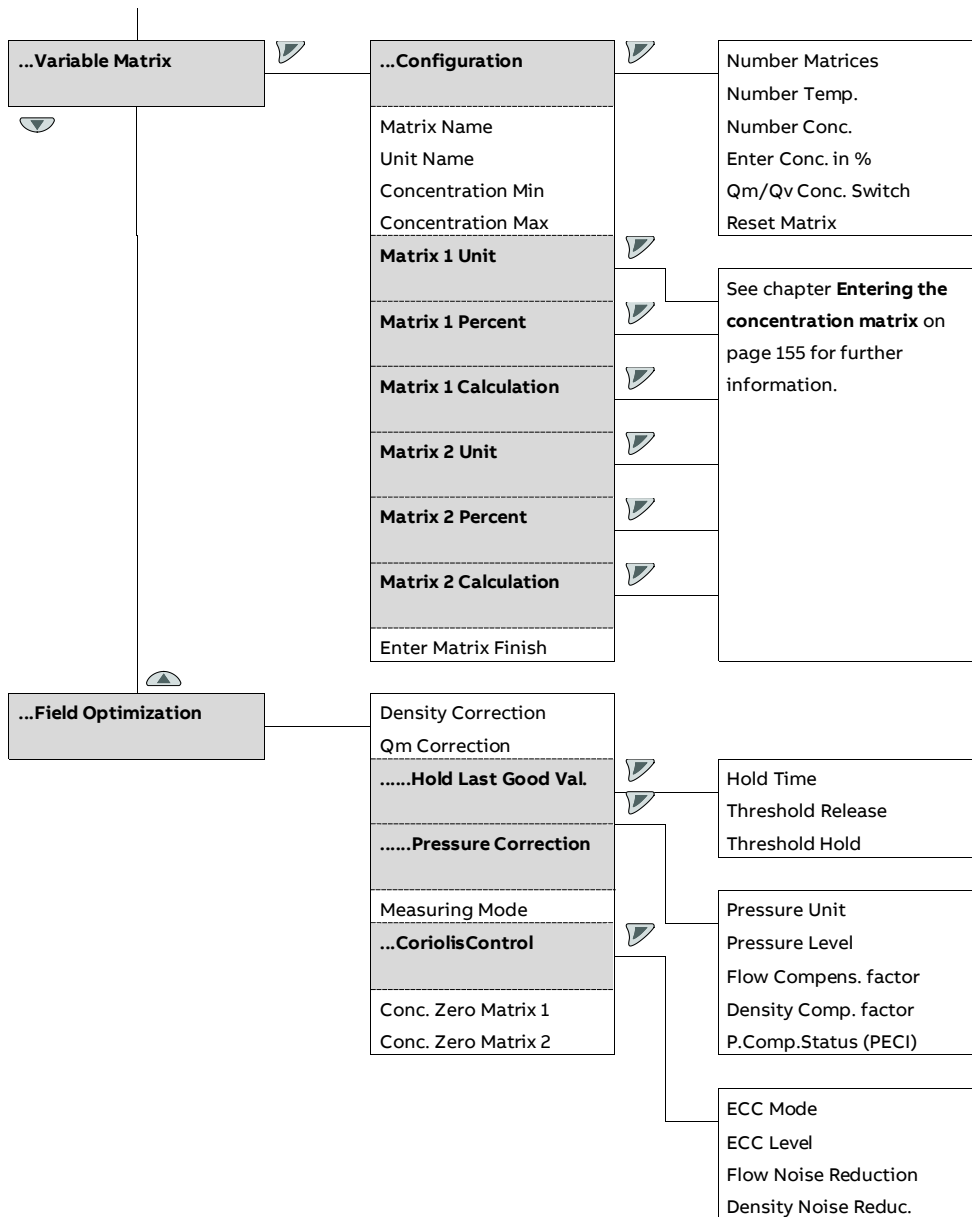 ...Variable Matrix
...Configuration
Matrix Name
Unit Name
Concentration Min
Concentration Max
Matrix 1 Unit
Matrix 1 Percent
Matrix 1 Calculation
Matrix 2 Unit
Matrix 2 Percent
Matrix 2 Calculation
Enter Matrix Finish
Number Matrices
Number Temp.
Number Conc.
Enter Conc. in %
Qm/Qv Conc. Switch
Reset Matrix
See chapter Entering the
concentration matrix on
page 155 for further
information.
...Field Optimization
Density Correction
Qm Correction
......Hold Last Good Val.
......Pressure Correction
Measuring Mode
...CoriolisControl
Conc. Zero Matrix 1
Conc. Zero Matrix 2
Hold Time
Threshold Release
Threshold Hold
Pressure Unit
Pressure Level
Flow Compens. factor
Density Comp. factor
P.Comp.Status (PECI)
ECC Mode
ECC Level
Flow Noise Reduction
Density Noise Reduc.